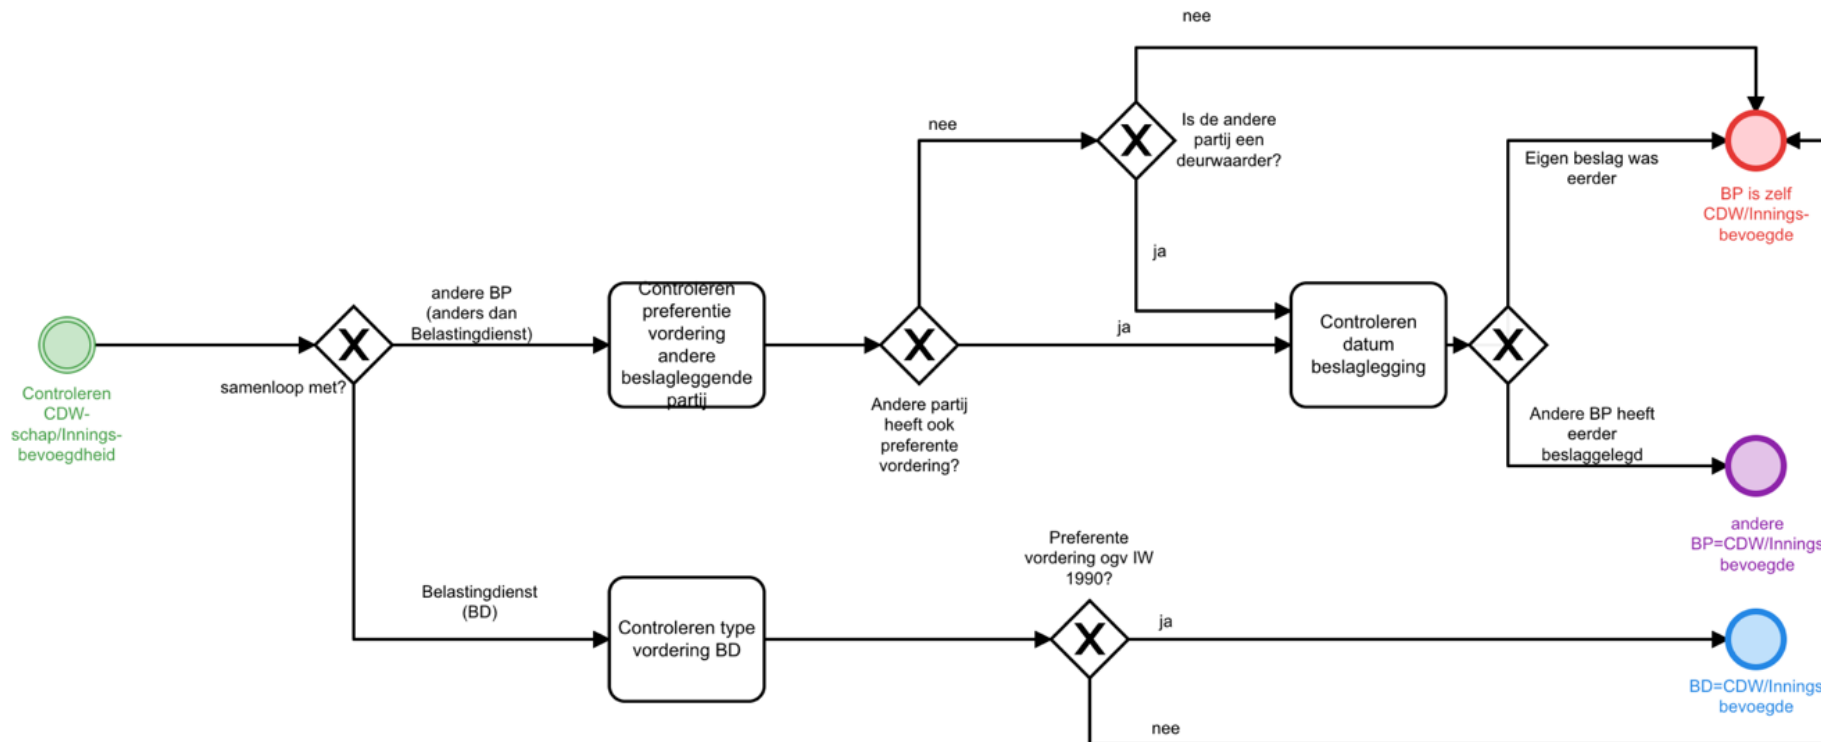 nee
nee
Is de andere
partij een
deurwaarder?
Eigen beslag was
eerder
BP is zelf
CDW/Innings-
bevoegde
ja
andere BP
(anders dan
Belastingdienst)
Controleren
preferentie
vordering
andere
beslagleggende
partij
ja
Controleren
datum
beslaglegging
samenloop met?
Controleren
CDW-
schap/Innings-
bevoegdheid
Andere partij
heeft ook
preferente
vordering?
Andere BP heeft
eerder
beslaggelegd
andere
BP=CDW/Innings
bevoegde
Preferente
vordering ogv IW
1990?
Belastingdienst
(BD)
Controleren type
vordering BD
ja
BD=CDW/Innings
bevoegde
nee